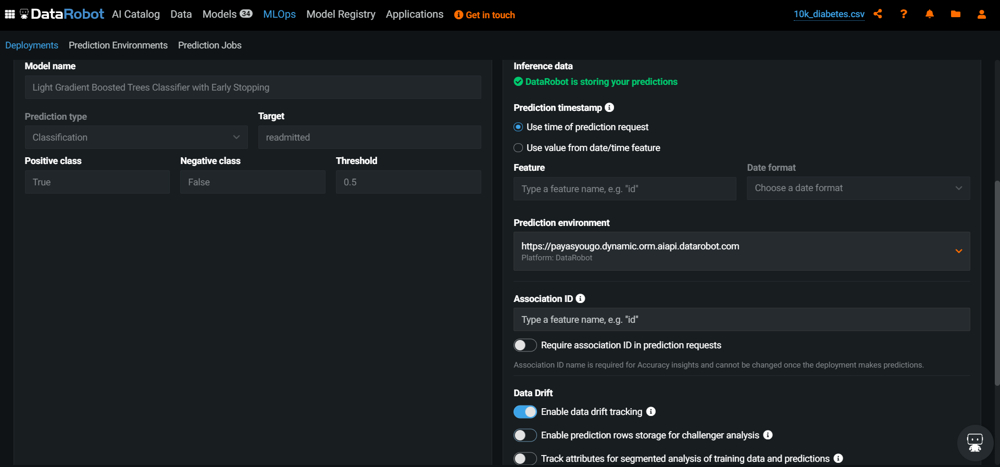 DataRobot AI Catalog Data Models 34 MLOps Model Registry Applications Get in touch 10k_diabetes.csv
Deployments Prediction Environments Prediction Jobs
Model name
Light Gradient Boosted Trees Classifier with Early Stopping
Prediction type Target
Classification readmitted
Positive class Negative class Threshold
True False 0.5
Inference data
DataRobot is storing your predictions
Prediction timestamp
Use time of prediction request
Use value from date/time feature
Feature Date format
Type a feature name, e.g. "id" Choose a date format
Prediction environment
https://payasyougo.dynamic.orm.aiapi.datarobot.com
Platform: DataRobot
Association ID
Type a feature name, e.g. "id"
Require association ID in prediction requests
Association ID name is required for Accuracy insights and cannot be changed once the deployment makes predictions.
Data Drift
Enable data drift tracking
Enable prediction rows storage for challenger analysis
Track attributes for segmented analysis of training data and predictions